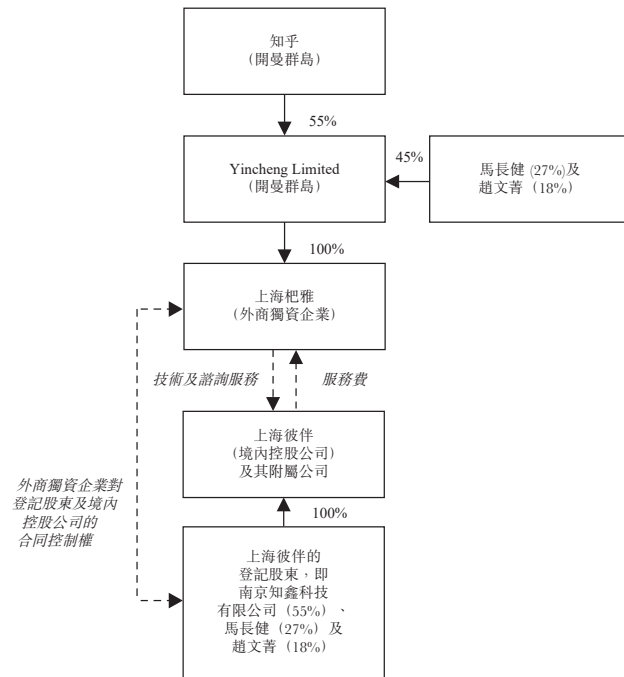 知乎
(開曼群島)
55%
Yincheng Limited
(開曼群島)
45%
馬長健 (27%)及
趙文菁（18%）
100%
上海杷雅
(外商獨資企業)
技術及諮詢服務
服務費
上海彼伴
(境內控股公司)
及其附屬公司
外商獨資企業對
登記股東及境內
控股公司的
合同控制權
100%
上海彼伴的
登記股東，即
南京知鑫科技
有限公司（55%）、
馬長健（27%）及
趙文菁（18%）